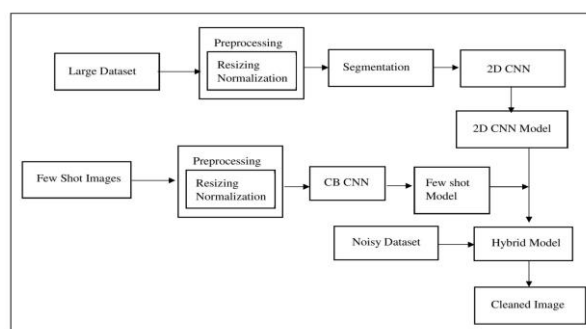 Preprocessing
Large Dataset
Resizing
Normalization
Segmentation
2D CNN
2D CNN Model
Preprocessing
Few Shot Images
Resizing
Normalization
CB CNN
Few shot
Model
Noisy Dataset
Hybrid Model
Cleaned Image